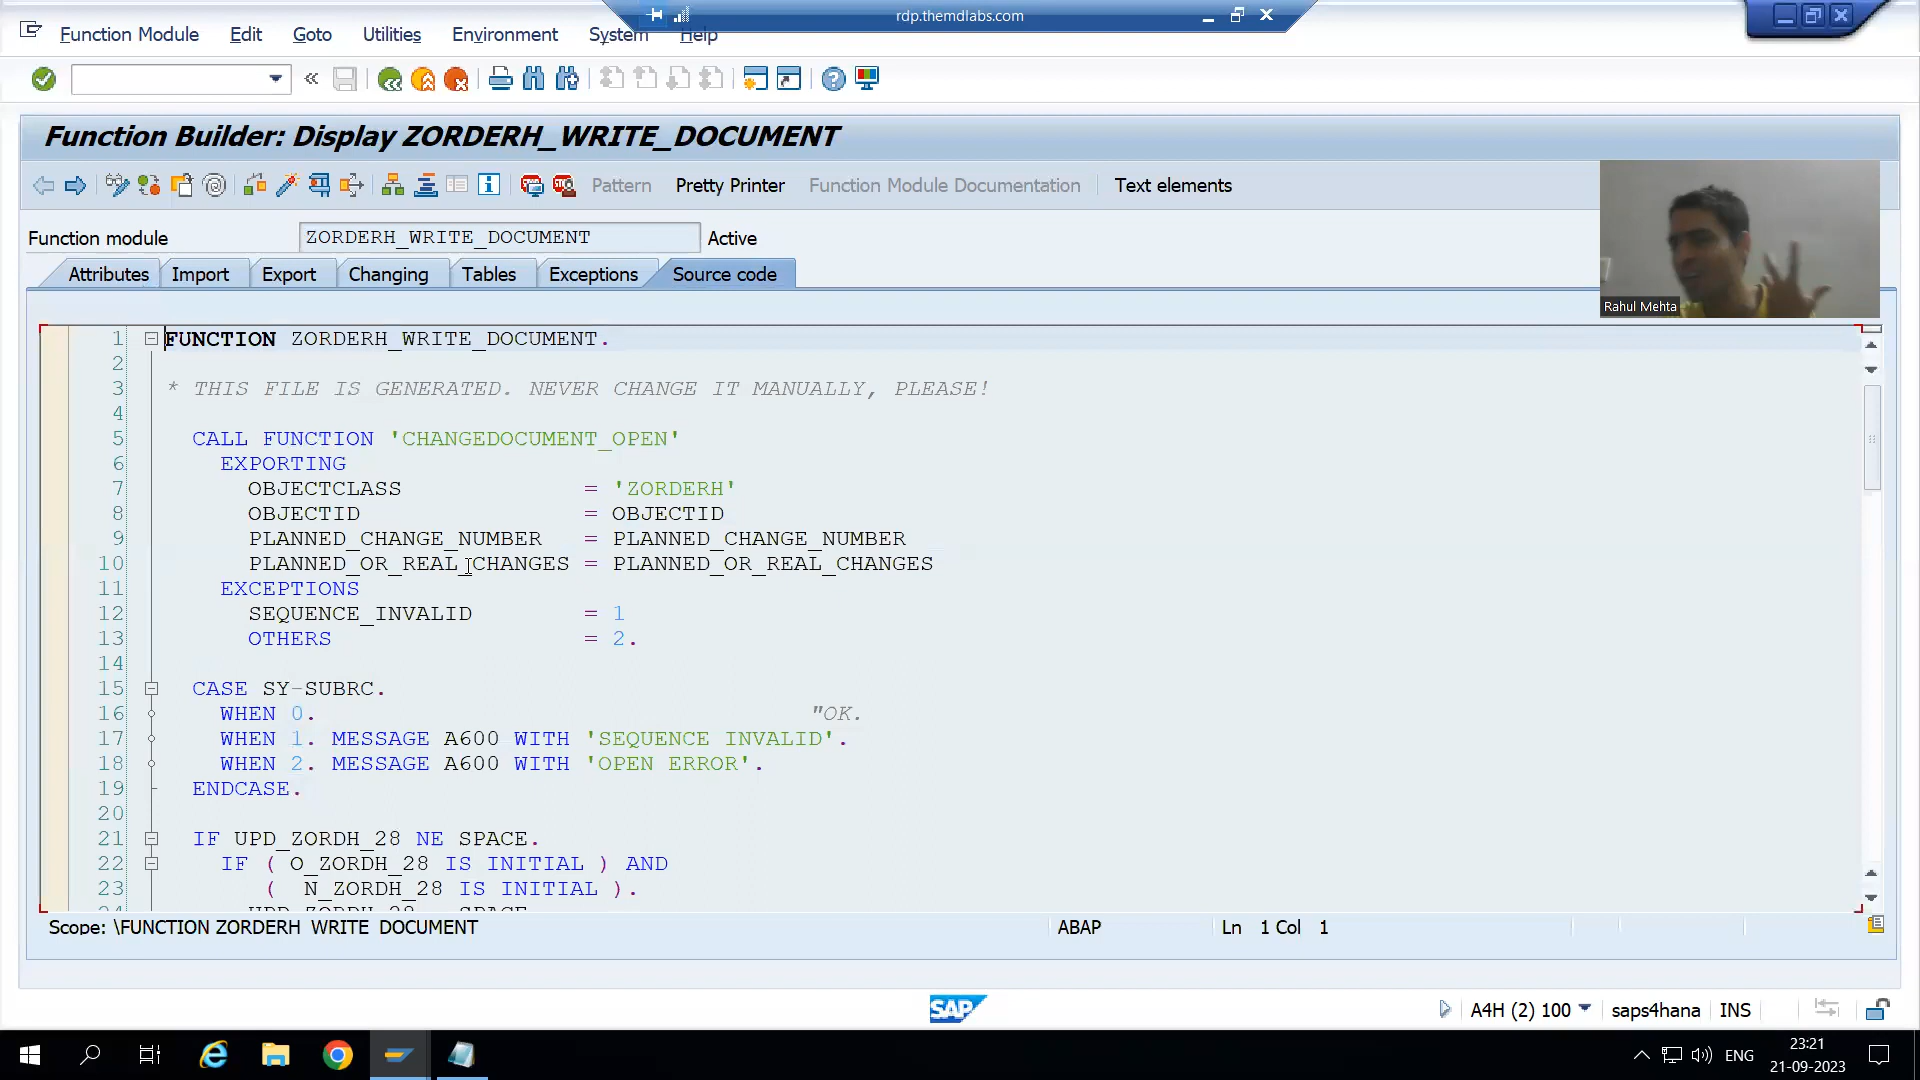 rdp.themdlabs.com
Function Module Edit Goto Utilities Environment System Help
Function Builder: Display ZORDERH_WRITE_DOCUMENT
Pattern Pretty Printer Function Module Documentation Text elements
Function module ZORDERH_WRITE_DOCUMENT Active
Attributes Import Export Changing Tables Exceptions Source code
Rahul Mehta
1 FUNCTION ZORDERH_WRITE_DOCUMENT.
2
3 * THIS FILE IS GENERATED. NEVER CHANGE IT MANUALLY, PLEASE!
4
5 CALL FUNCTION 'CHANGEDOCUMENT_OPEN'
6 EXPORTING
7 OBJECTCLASS = 'ZORDERH'
8 OBJECTID = OBJECTID
9 PLANNED_CHANGE_NUMBER = PLANNED_CHANGE_NUMBER
10 PLANNED_OR_REAL_CHANGES = PLANNED_OR_REAL_CHANGES
11 EXCEPTIONS
12 SEQUENCE_INVALID = 1
13 OTHERS = 2.
14
15 CASE SY-SUBRC.
16 WHEN 0. "OK.
17 WHEN 1. MESSAGE A600 WITH 'SEQUENCE INVALID'.
18 WHEN 2. MESSAGE A600 WITH 'OPEN ERROR'.
19 ENDCASE.
20
21 IF UPD_ZORDH_28 NE SPACE.
22 IF ( O_ZORDH_28 IS INITIAL ) AND
23 ( N_ZORDH_28 IS INITIAL ).
Scope: \FUNCTION ZORDERH_WRITE_DOCUMENT ABAP Ln 1 Col 1
SAP
A4H (2) 100 saps4hana INS
ENG
23:21
21-09-2023